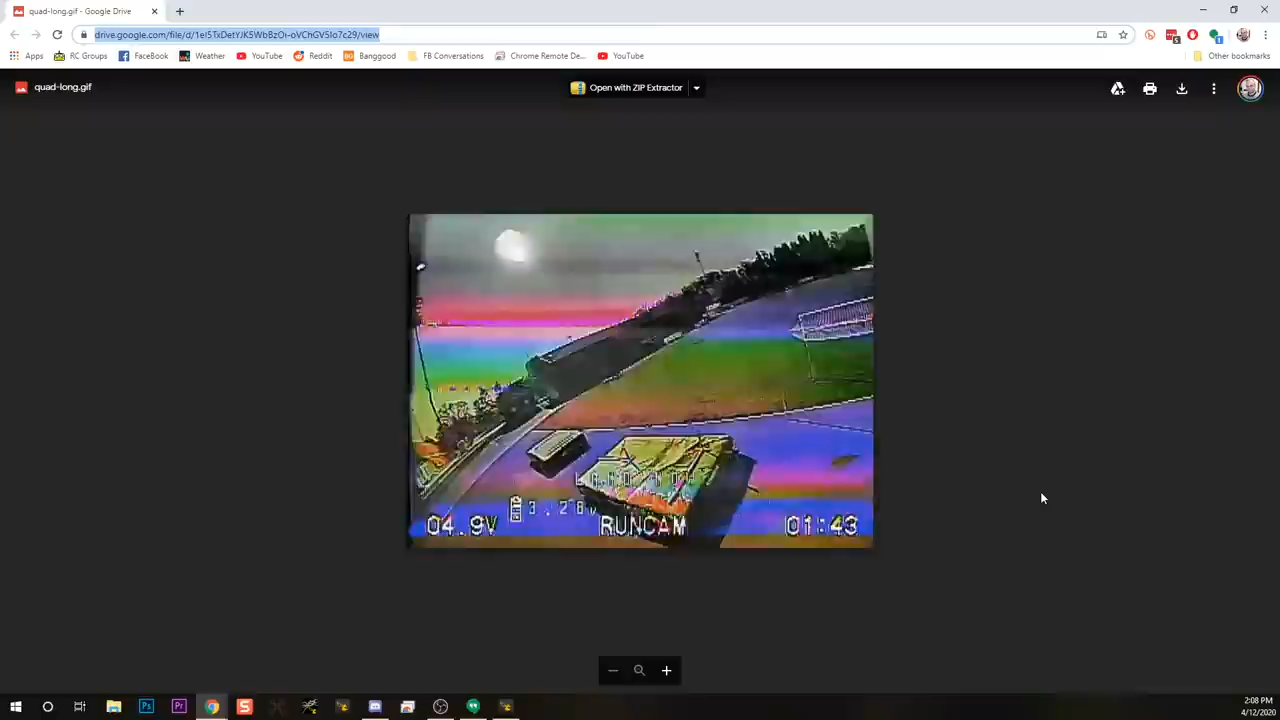 quad-long.gif - Google Drive
drive.google.com/file/d/1eI5TxDetYJK5WbBzOi-oVChGV5Io7c29/view
Apps RC Groups FaceBook Weather YouTube Reddit Banggood FB Conversations Chrome Remote De... YouTube Other bookmarks
quad-long.gif Open with ZIP Extractor
04.9V RUNCAM 01:43
2:08 PM
4/12/2020